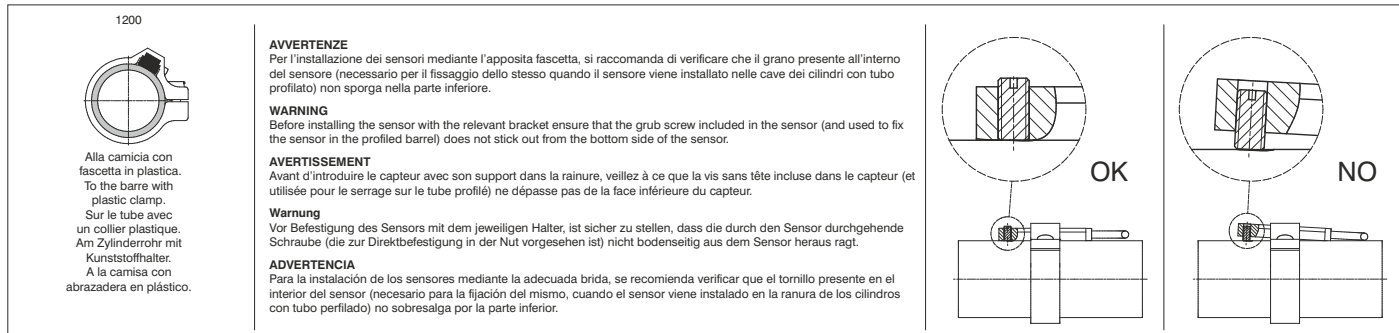 1200
Alla camicia con
fascetta in plastica.
To the barre with
plastic clamp.
Sur le tube avec
un collier plastique.
Am Zylinderrohr mit
Kunststoffhalter.
A la camisa con
abrazadera en plástico.
AVVERTENZE
Per l'installazione dei sensori mediante l'apposita fascetta, si raccomanda di verificare che il grano presente all'interno
del sensore (necessario per il fissaggio dello stesso quando il sensore viene installato nelle cave dei cilindri con tubo
profilato) non sporga nella parte inferiore.
WARNING
Before installing the sensor with the relevant bracket ensure that the grub screw included in the sensor (and used to fix
the sensor in the profiled barrel) does not stick out from the bottom side of the sensor.
AVERTISSEMENT
Avant d'introduire le capteur avec son support dans la rainure, veillez à ce que la vis sans tête incluse dans le capteur (et
utilisée pour le serrage sur le tube profilé) ne dépasse pas de la face inférieure du capteur.
Warnung
Vor Befestigung des Sensors mit dem jeweiligen Halter, ist sicher zu stellen, dass die durch den Sensor durchgehende
Schraube (die zur Direktbefestigung in der Nut vorgesehen ist) nicht bodenseitig aus dem Sensor heraus ragt.
ADVERTENCIA
Para la instalación de los sensores mediante la adecuada brida, se recomienda verificar que el tornillo presente en el
interior del sensor (necesario para la fijación del mismo, cuando el sensor viene instalado en la ranura de los cilindros
con tubo perfilado) no sobresalga por la parte inferior.
OK
NO